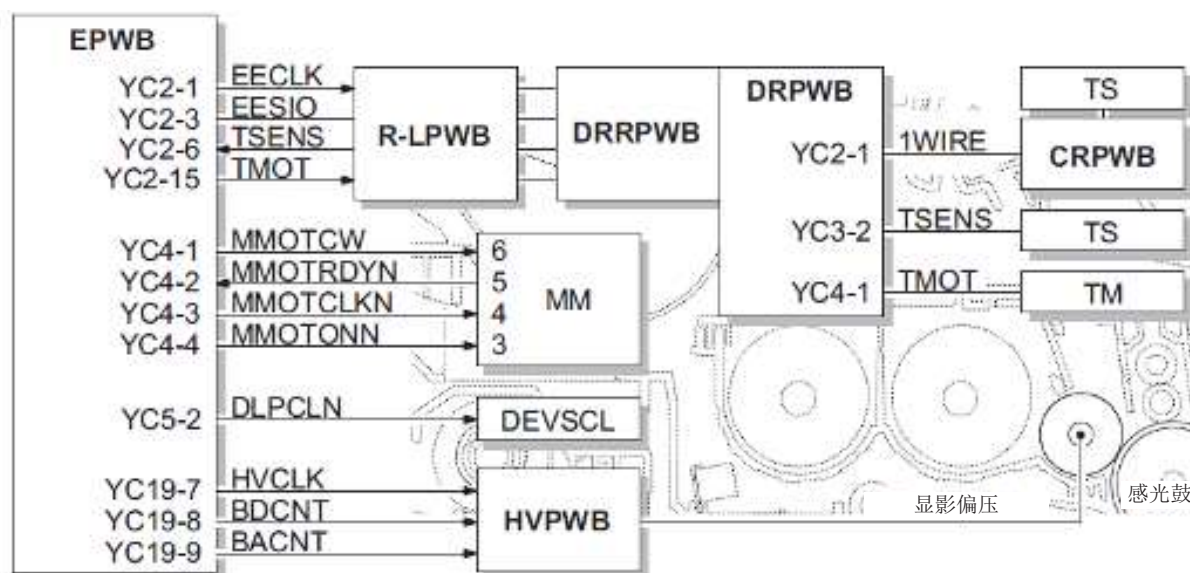 EPWB
YC2-1 EECLK
YC2-3 EESIO
YC2-6 TSENS
YC2-15 TMOT
R-LPWB
DRRPWB
DRPWB
YC2-1 1WIRE
YC3-2 TSENS
YC4-1 TMOT
TS
CRPWB
TS
TM
YC4-1 MMOTCW 6
YC4-2 MMOTRDYN 5
YC4-3 MMOTCLKN 4
YC4-4 MMOTONN 3
MM
YC5-2 DLPCLN
DEVSCL
YC19-7 HVCLK
YC19-8 BDCNT
YC19-9 BACNT
HVPWB
显影偏压
感光鼓